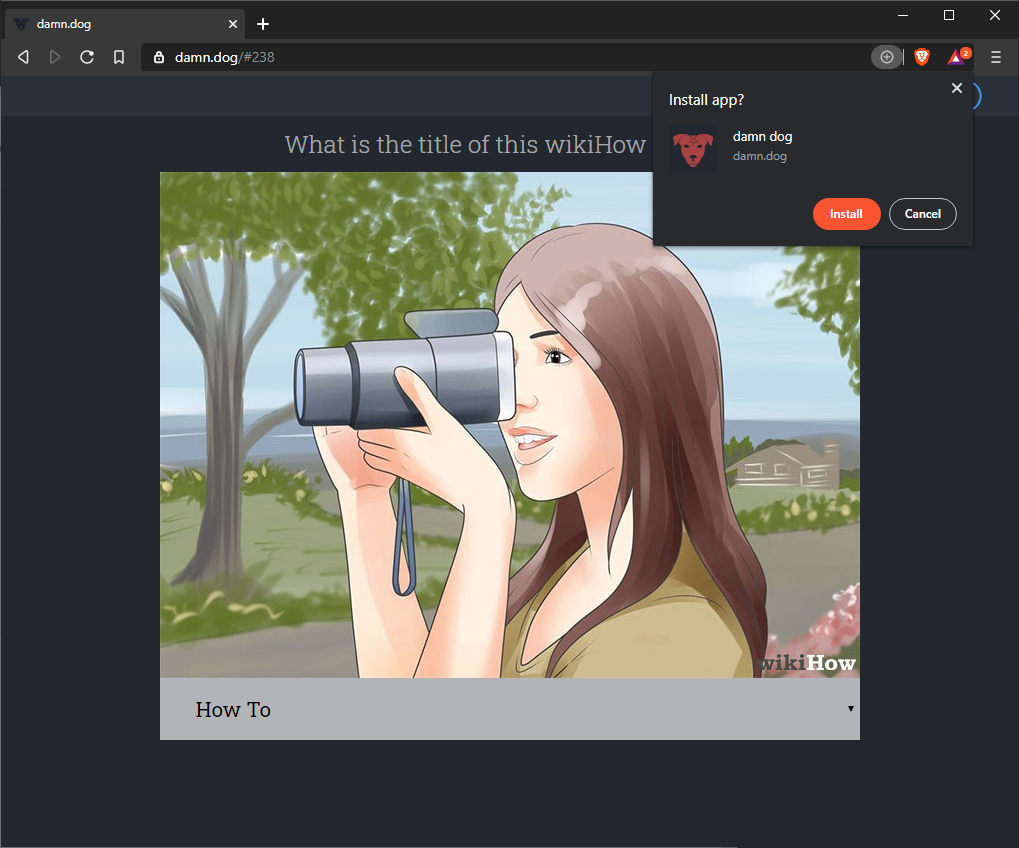 damn.dog
damn.dog/#238
2
Install app?
damn dog
damn.dog
Install
Cancel
What is the title of this wikiHow
wikiHow
How To